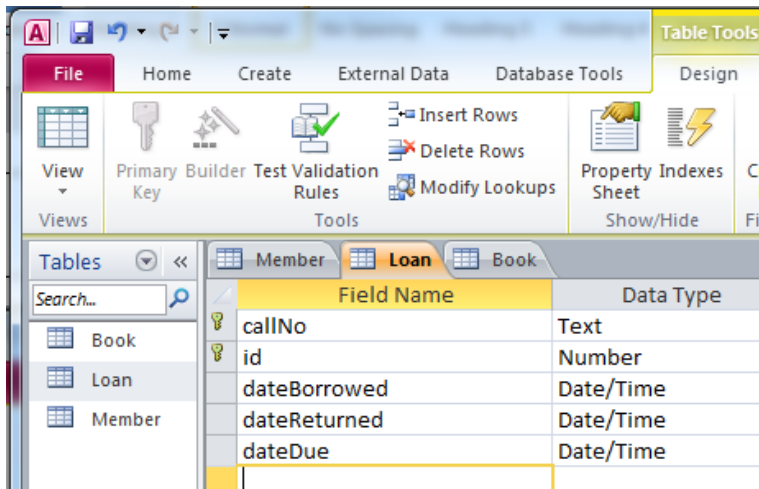 A
Table Tools
File Home Create External Data Database Tools Design
View
Views
Primary Key
Builder
Test Validation Rules
Insert Rows
Delete Rows
Modify Lookups
Tools
Property Sheet
Indexes
Show/Hide
Tables
Search...
Book
Loan
Member
Member Loan Book
Field Name Data Type
callNo Text
id Number
dateBorrowed Date/Time
dateReturned Date/Time
dateDue Date/Time